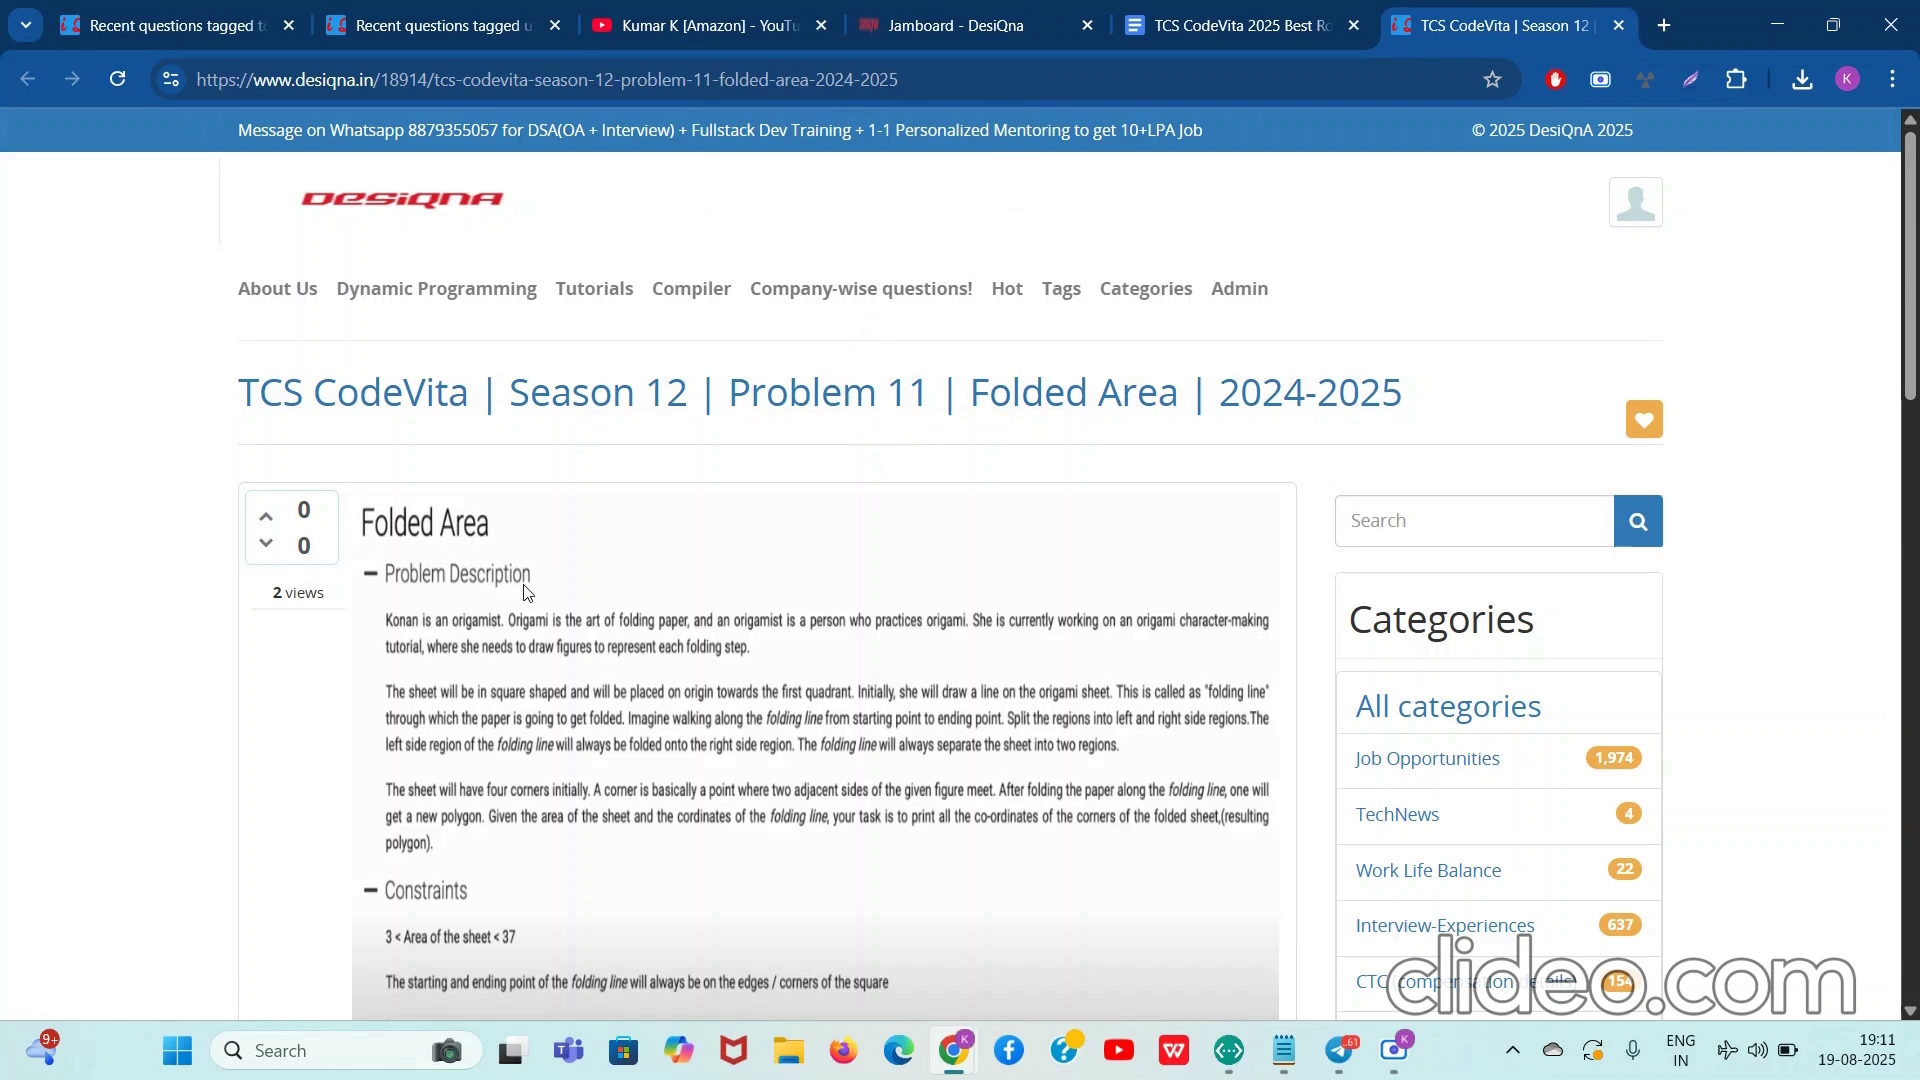 Recent questions tagged t
Recent questions tagged u
Kumar K [Amazon] - YouTu
Jamboard - DesiQna
TCS CodeVita 2025 Best Ro
TCS CodeVita | Season 12 |
https://www.desiqna.in/18914/tcs-codevita-season-12-problem-11-folded-area-2024-2025
K
Message on Whatsapp 8879355057 for DSA(OA + Interview) + Fullstack Dev Training + 1-1 Personalized Mentoring to get 10+LPA Job
© 2025 DesiQnA 2025
DESIQNA
About Us Dynamic Programming Tutorials Compiler Company-wise questions! Hot Tags Categories Admin
TCS CodeVita | Season 12 | Problem 11 | Folded Area | 2024-2025
0
0
2 views
Folded Area
Problem Description
Konan is an origamist. Origami is the art of folding paper, and an origamist is a person who practices origami. She is currently working on an origami character-making
tutorial, where she needs to draw figures to represent each folding step.
The sheet will be in square shaped and will be placed on origin towards the first quadrant. Initially, she will draw a line on the origami sheet. This is called as "folding line"
through which the paper is going to get folded. Imagine walking along the folding line from starting point to ending point. Split the regions into left and right side regions.The
left side region of the folding line will always be folded onto the right side region. The folding line will always separate the sheet into two regions.
The sheet will have four corners initially. A corner is basically a point where two adjacent sides of the given figure meet. After folding the paper along the folding line, one will
get a new polygon. Given the area of the sheet and the cordinates of the folding line, your task is to print all the co-ordinates of the corners of the folded sheet,(resulting
polygon).
Constraints
3 < Area of the sheet < 37
The starting and ending point of the folding line will always be on the edges / corners of the square
Search
Categories
All categories
Job Opportunities 1,974
TechNews 4
Work Life Balance 22
Interview-Experiences 637
CTC (compensation details) 154
clideo.com
9+
Search
K
.61
K
ENG
IN
19:11
19-08-2025